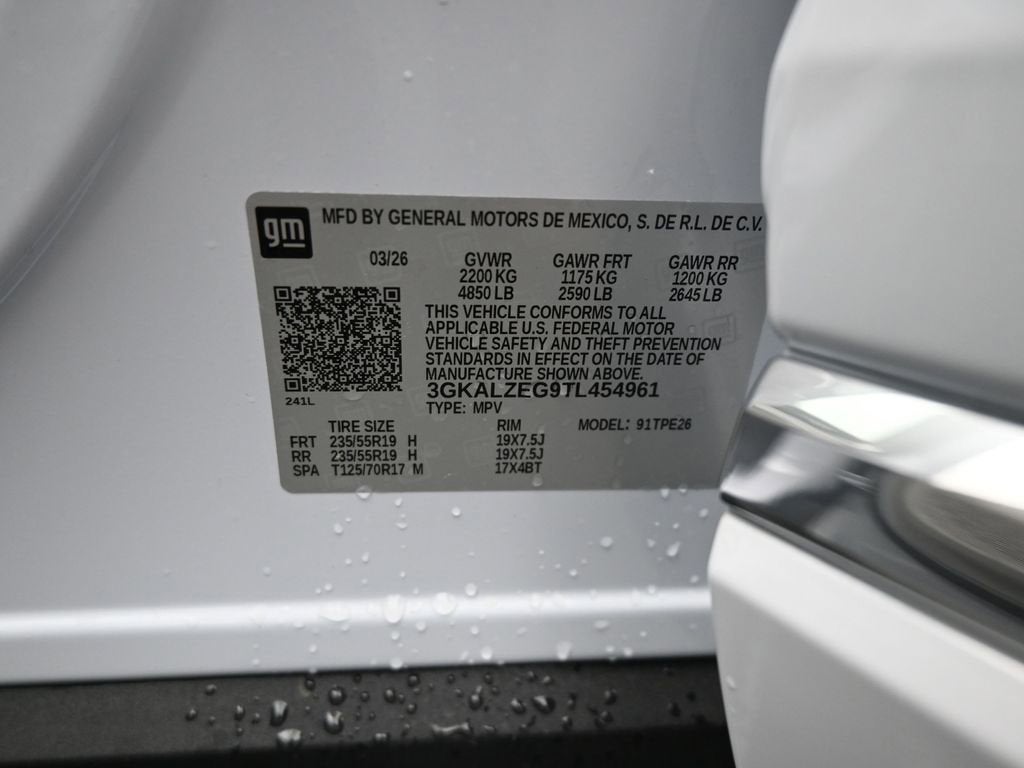 gm MFD BY GENERAL MOTORS DE MEXICO, S. DE R.L. DE C.V.
03/26 GVWR GAWR FRT GAWR RR
2200 KG 1175 KG 1200 KG
4850 LB 2590 LB 2645 LB
THIS VEHICLE CONFORMS TO ALL
APPLICABLE U.S. FEDERAL MOTOR
VEHICLE SAFETY AND THEFT PREVENTION
STANDARDS IN EFFECT ON THE DATE OF
MANUFACTURE SHOWN ABOVE.
3GKALZEG9TL454961
241L
TYPE: MPV
TIRE SIZE RIM MODEL: 91TPE26
FRT 235/55R19 H 19X7.5J
RR 235/55R19 H 19X7.5J
SPA T125/70R17 M 17X4BT